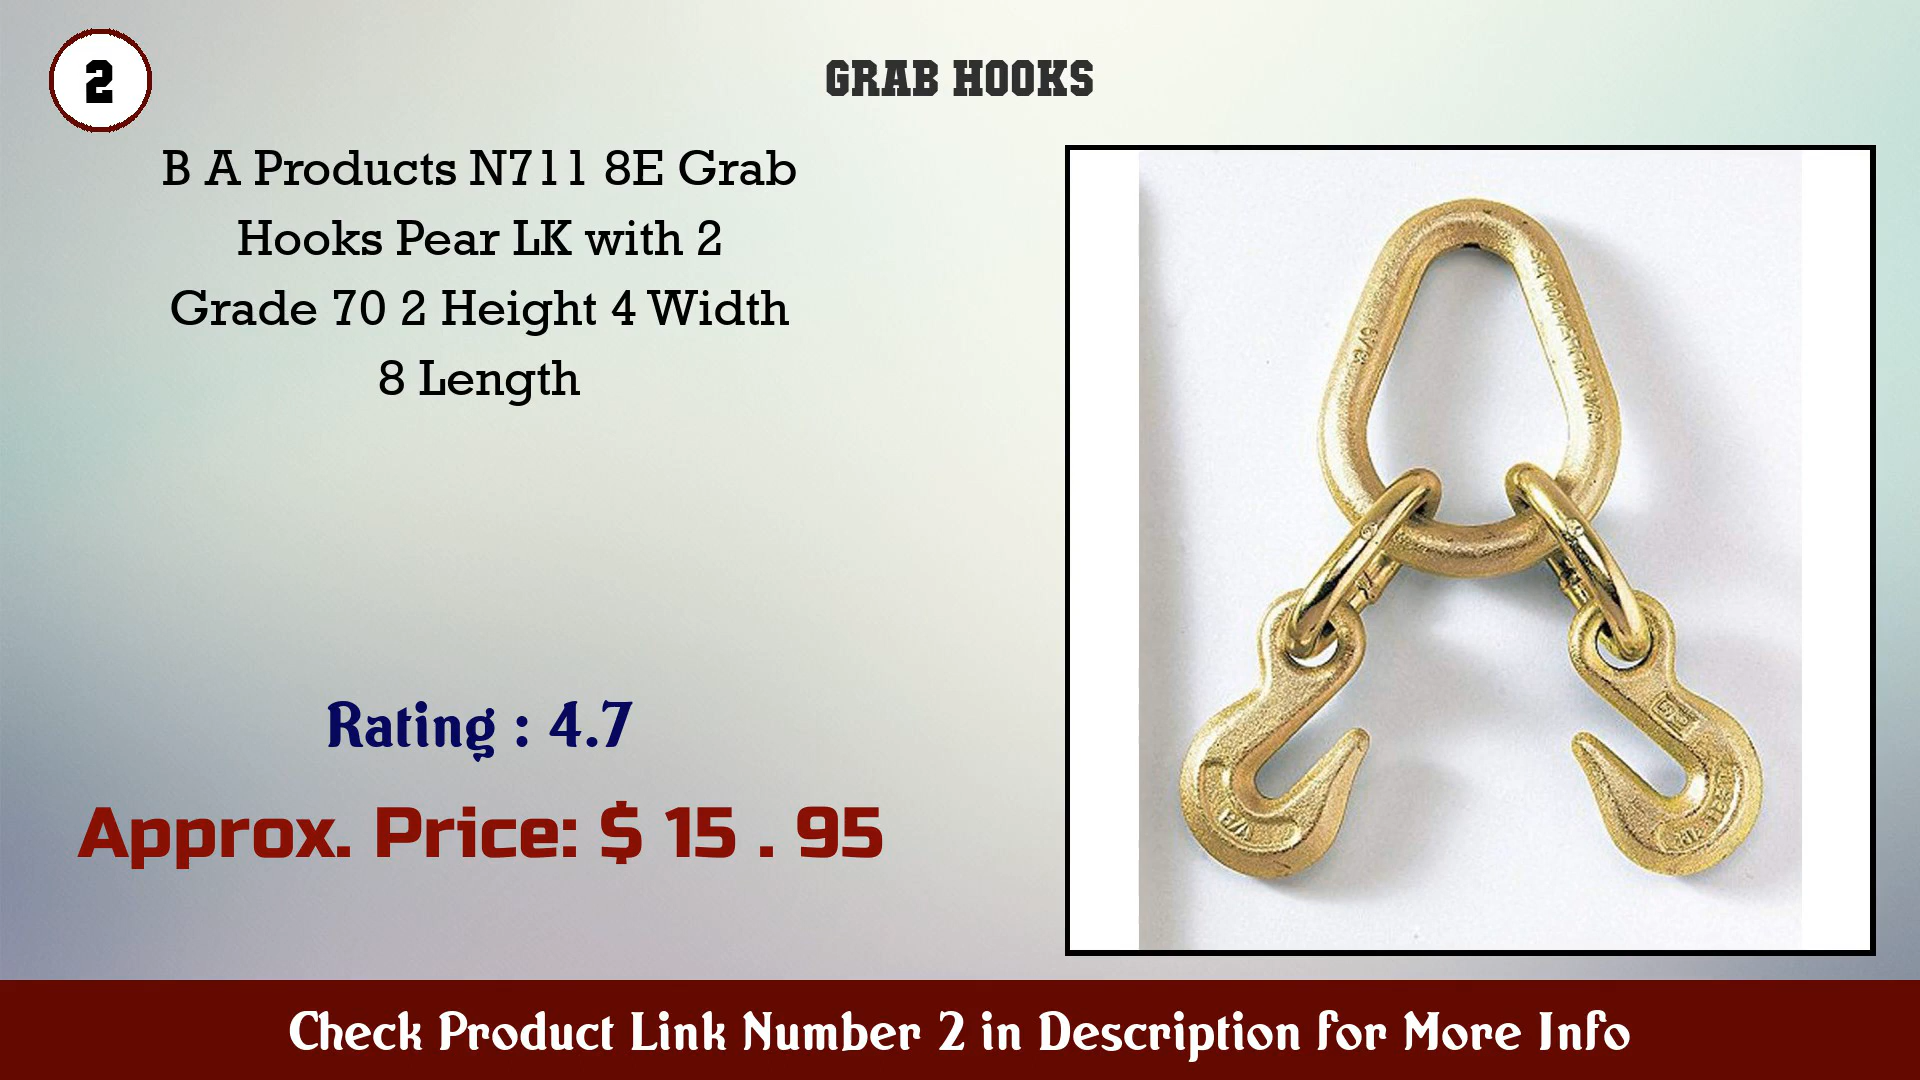 2
GRAB HOOKS
B A Products N711 8E Grab
Hooks Pear LK with 2
Grade 70 2 Height 4 Width
8 Length
Rating : 4.7
Approx. Price: $ 15 . 95
Check Product Link Number 2 in Description for More Info